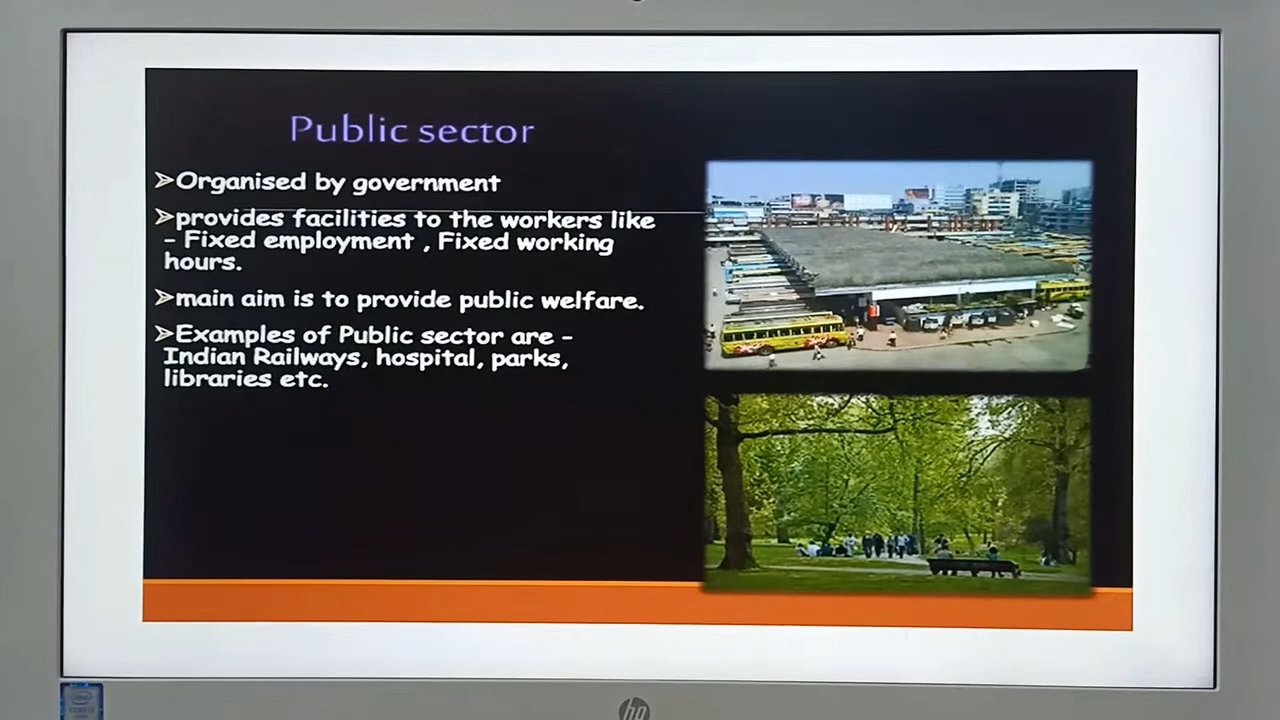 Public sector
➢Organised by government
➢provides facilities to the workers like
- Fixed employment , Fixed working
hours.
➢main aim is to provide public welfare.
➢Examples of Public sector are -
Indian Railways, hospital, parks,
libraries etc.
hp